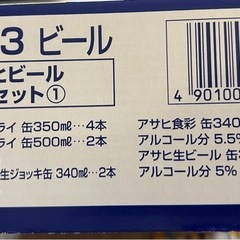 3 ビール
ヒビール
セット①
ライ 缶350㎖…4本
ライ 缶500㎖…2本
生ジョッキ缶 340㎖…2本
4 90100
アサヒ食彩 缶340
アルコール分 5.5%
アサヒ生ビール 缶3
アルコール分 5%